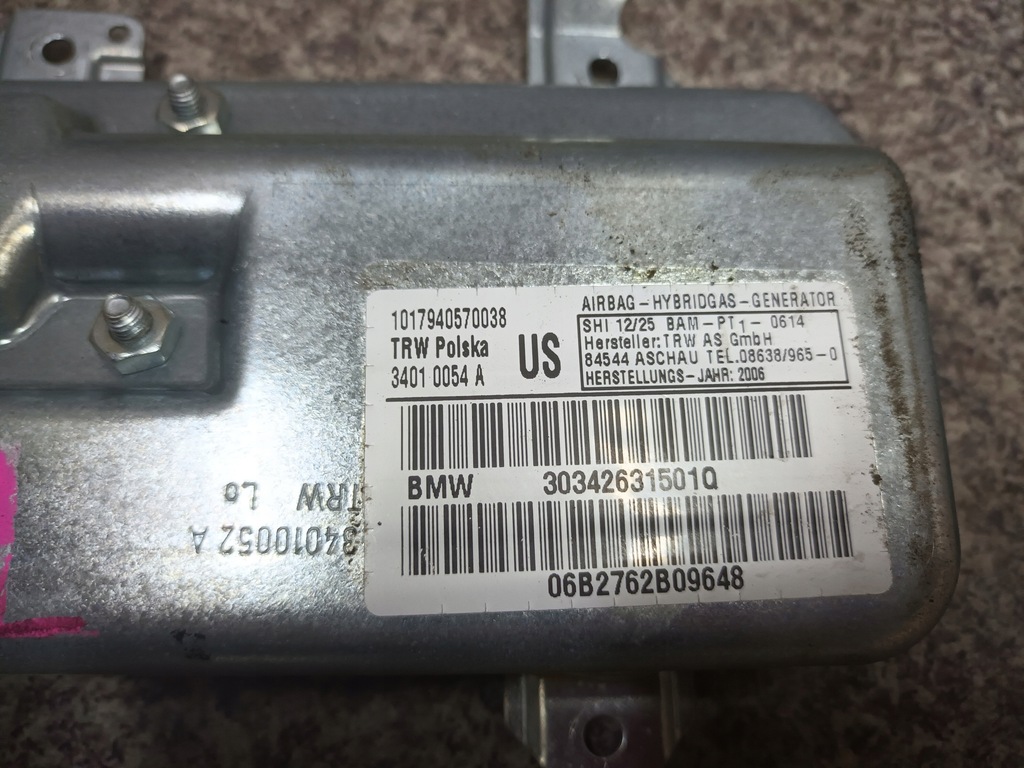 1017940570038
TRW Polska
3401 0054 A
US
AIRBAG-HYBRIDGAS-GENERATOR
SHI 12/25 BAM-PT1-0614
Hersteller:TRW AS GmbH
84544 ASCHAU TEL.08638/965-0
HERSTELLUNGS-JAHR: 2006
BMW 30342631501Q
06B2762B09648
34010052 A
TRW Lo